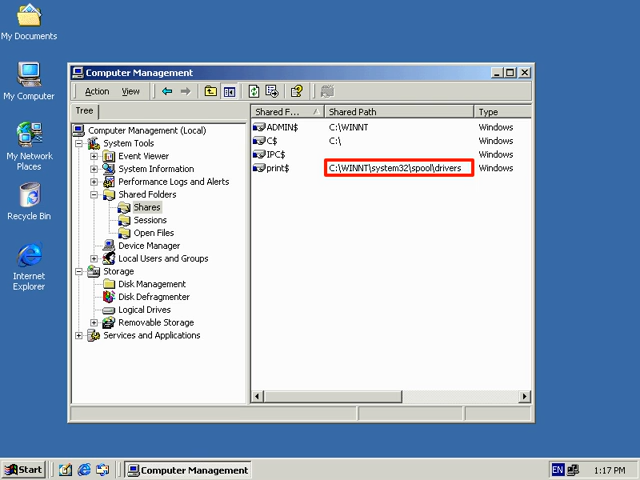 My Documents
My Computer
My Network
Places
Recycle Bin
Internet
Explorer
Computer Management
Action View
Tree
Computer Management (Local)
System Tools
Event Viewer
System Information
Performance Logs and Alerts
Shared Folders
Shares
Sessions
Open Files
Device Manager
Local Users and Groups
Storage
Disk Management
Disk Defragmenter
Logical Drives
Removable Storage
Services and Applications
Shared F... Shared Path Type
ADMIN$ C:\WINNT Windows
C$ C:\ Windows
IPC$ Windows
print$ C:\WINNT\system32\spool\drivers Windows
Start Computer Management EN 1:17 PM